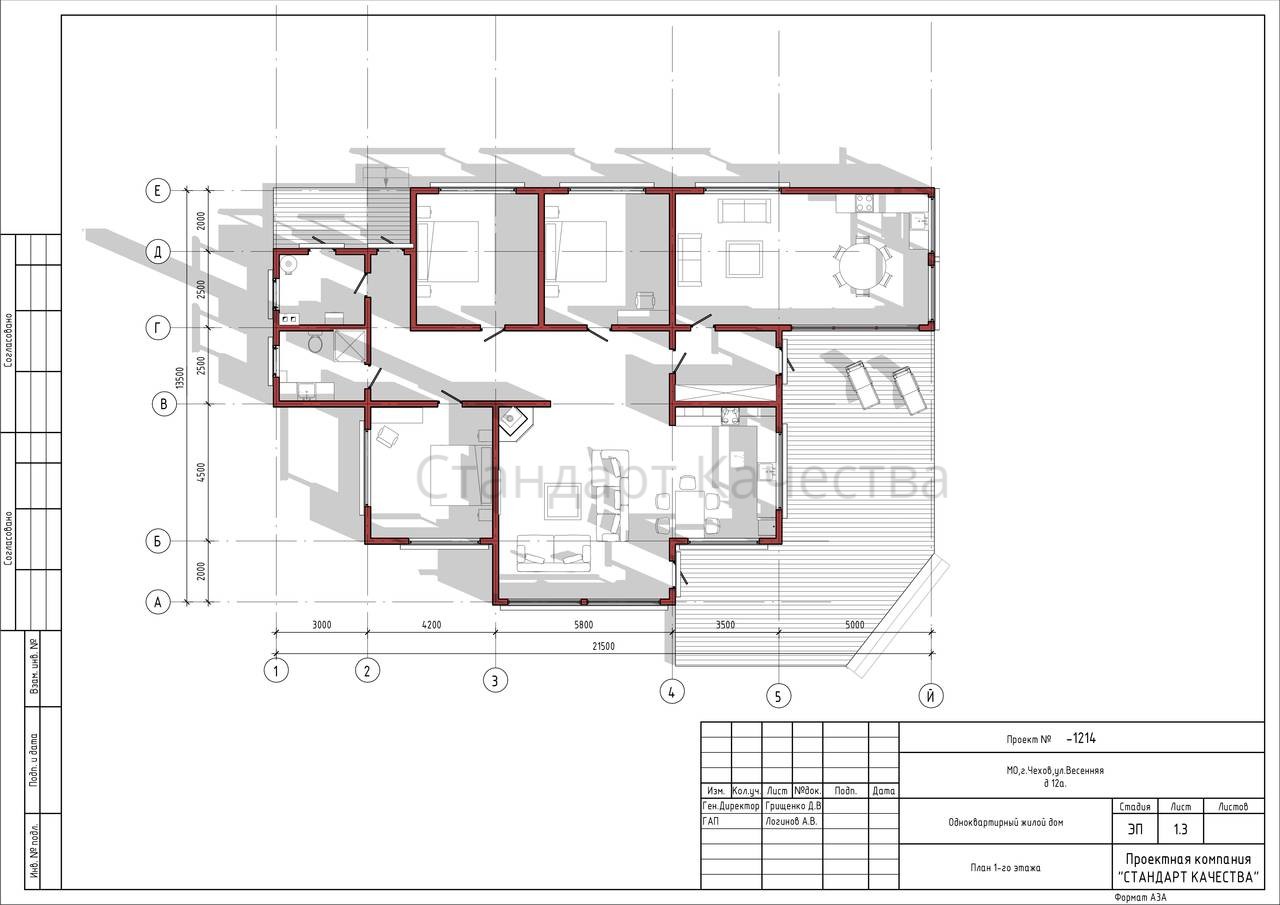 Е
Д
Г
В
Б
А
2000
2500
2500
4500
2000
13500
Стандарт Качества
3000
4200
5800
3500
5000
21500
1
2
3
4
5
Й
Согласовано
Согласовано
Взам. инв. №
Подп. и дата
Инв. № подл.
Проект № -1214
МО,г.Чехов,ул.Весенняя
д 12а.
Изм. Кол.уч. Лист №док. Подп. Дата
Ген.Директор Грищенко Д.В
ГАП Логинов А.В.
Одноквартирный жилой дом
Стадия Лист Листов
ЭП 1.3
План 1-го этажа
Проектная компания
"СТАНДАРТ КАЧЕСТВА"
Формат А3А